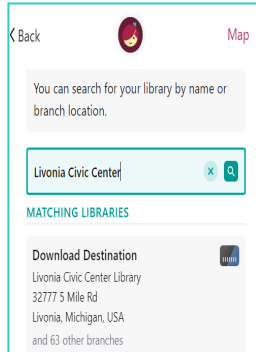 Back
Map
You can search for your library by name or
branch location.
Livonia Civic Center
MATCHING LIBRARIES
Download Destination
Livonia Civic Center Library
32777 5 Mile Rd
Livonia, Michigan, USA
and 63 other branches